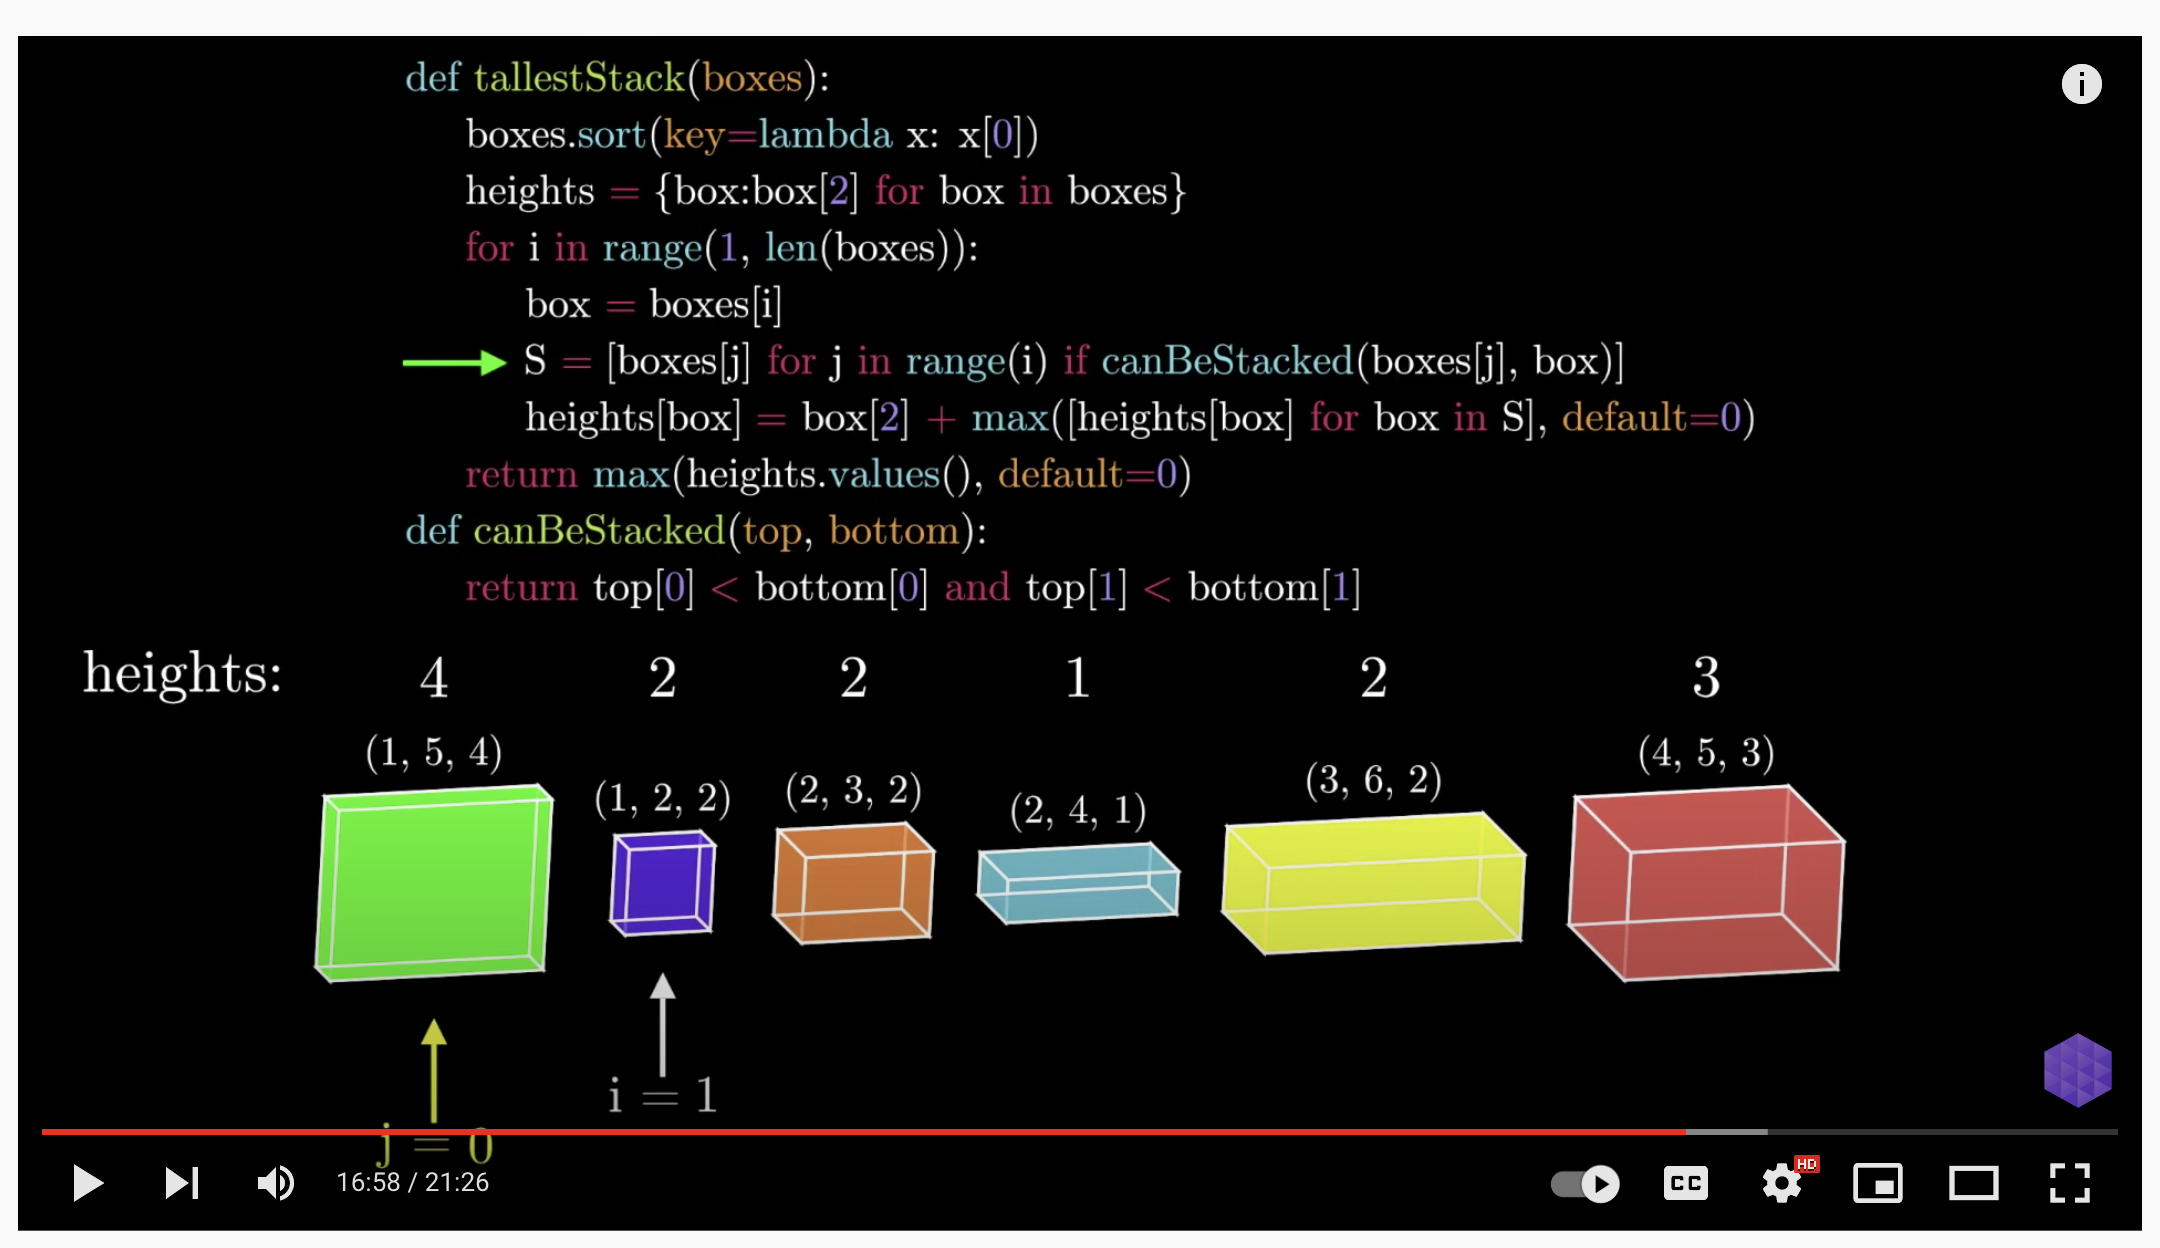 def tallestStack(boxes):
boxes.sort(key=lambda x: x[0])
heights = {box:box[2] for box in boxes}
for i in range(1, len(boxes)):
box = boxes[i]
S = [boxes[j] for j in range(i) if canBeStacked(boxes[j], box)]
heights[box] = box[2] + max([heights[box] for box in S], default=0)
return max(heights.values(), default=0)
def canBeStacked(top, bottom):
return top[0] < bottom[0] and top[1] < bottom[1]
heights: 4 2 2 1 2 3
(1, 5, 4) (1, 2, 2) (2, 3, 2) (2, 4, 1) (3, 6, 2) (4, 5, 3)
i = 1
j = 0
16:58 / 21:26
CC
HD